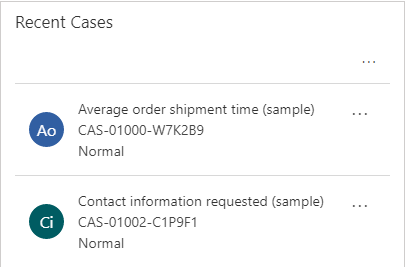 Recent Cases
...
Average order shipment time (sample)
...
Ao
CAS-01000-W7K2B9
Normal
Contact information requested (sample)
...
Ci
CAS-01002-C1P9F1
Normal